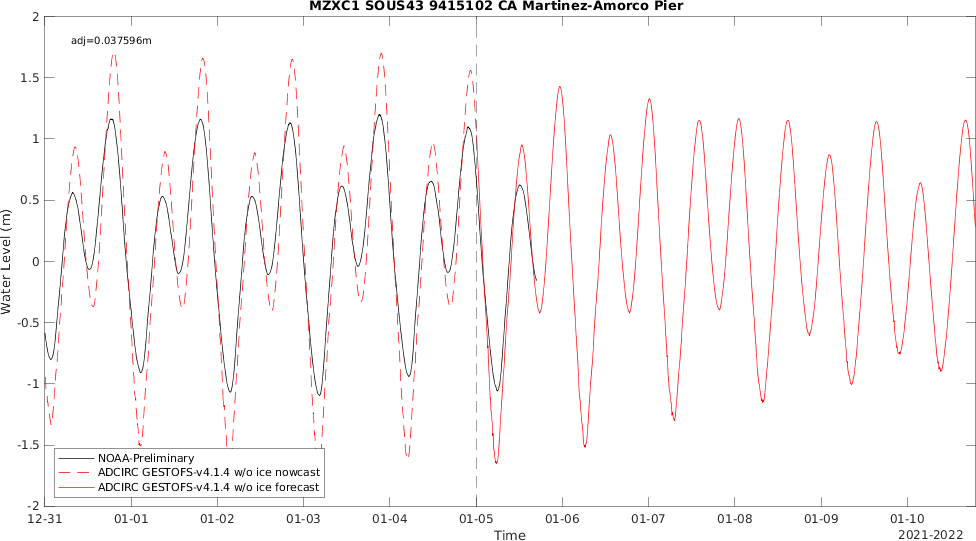 MZXC1 SOUS43 9415102 CA Martinez-Amorco Pier
adj=0.037596m
2
1.5
1
0.5
0
-0.5
-1
-1.5
-2
Water Level (m)
NOAA-Preliminary
ADCIRC GESTOFS-v4.1.4 w/o ice nowcast
ADCIRC GESTOFS-v4.1.4 w/o ice forecast
12-31 01-01 01-02 01-03 01-04 01-05 01-06 01-07 01-08 01-09 01-10
Time
2021-2022